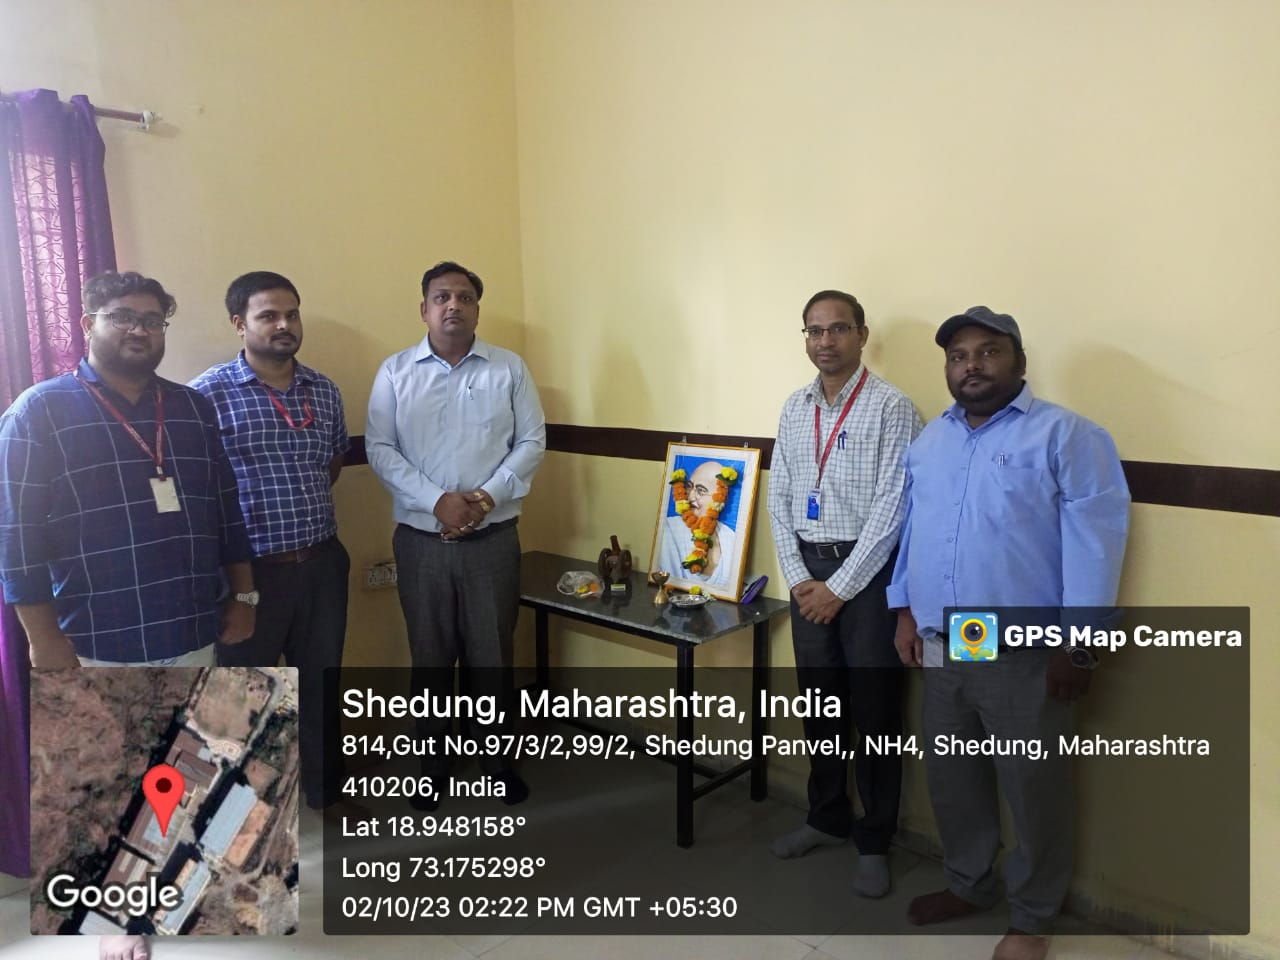 GPS Map Camera
Shedung, Maharashtra, India
814,Gut No.97/3/2,99/2, Shedung Panvel,, NH4, Shedung, Maharashtra
410206, India
Lat 18.948158°
Long 73.175298°
02/10/23 02:22 PM GMT +05:30
Google